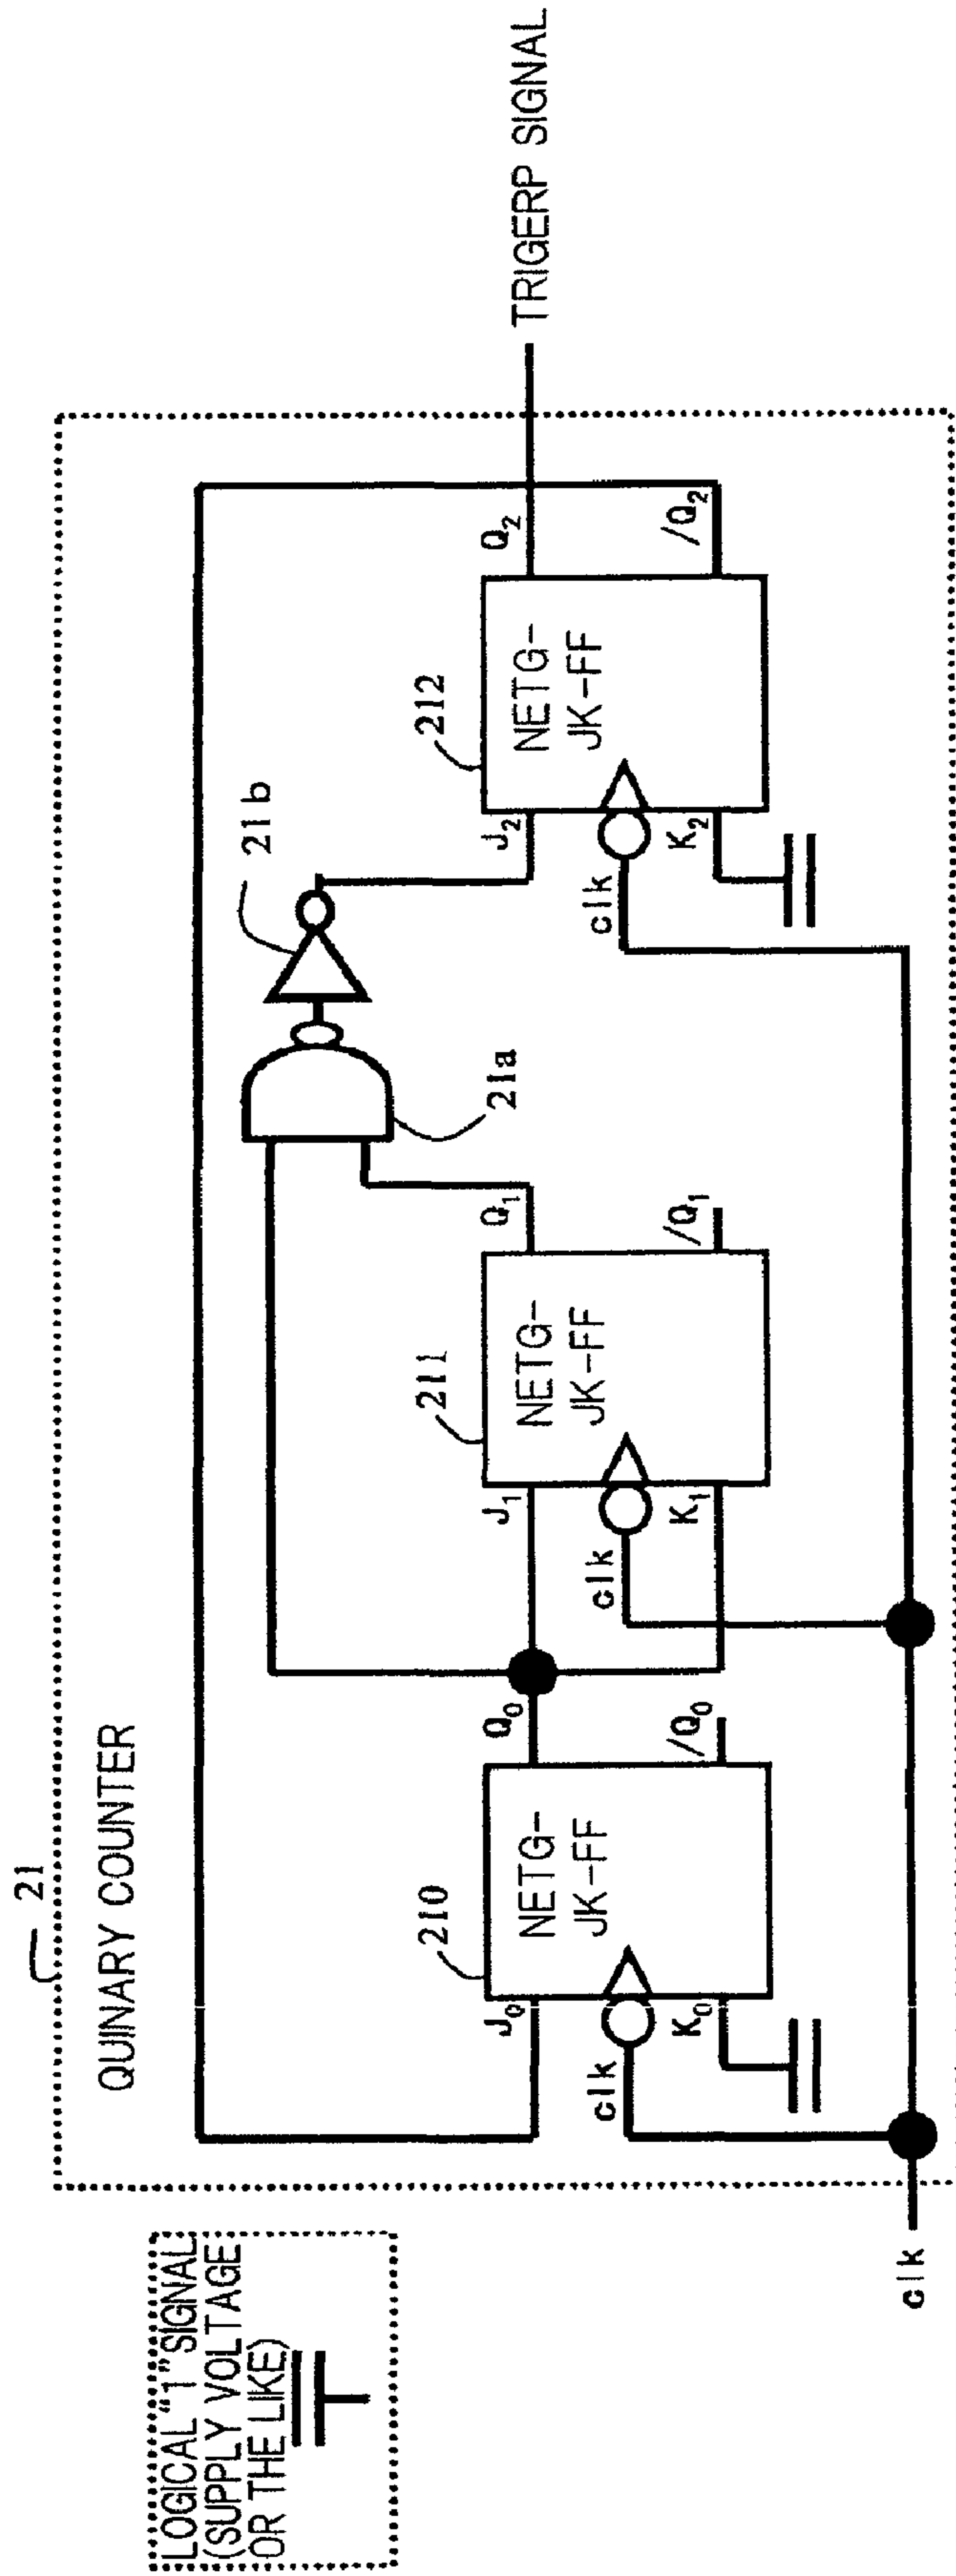 21
QUINARY COUNTER
LOGICAL "1" SIGNAL
(SUPPLY VOLTAGE
OR THE LIKE)
21b
21a
210
NETG-
JK-FF
J0
clk
K0
Q0
/Q0
211
NETG-
JK-FF
J1
clk
K1
Q1
/Q1
212
NETG-
JK-FF
J2
clk
K2
Q2
/Q2
TRIGERP SIGNAL
clk